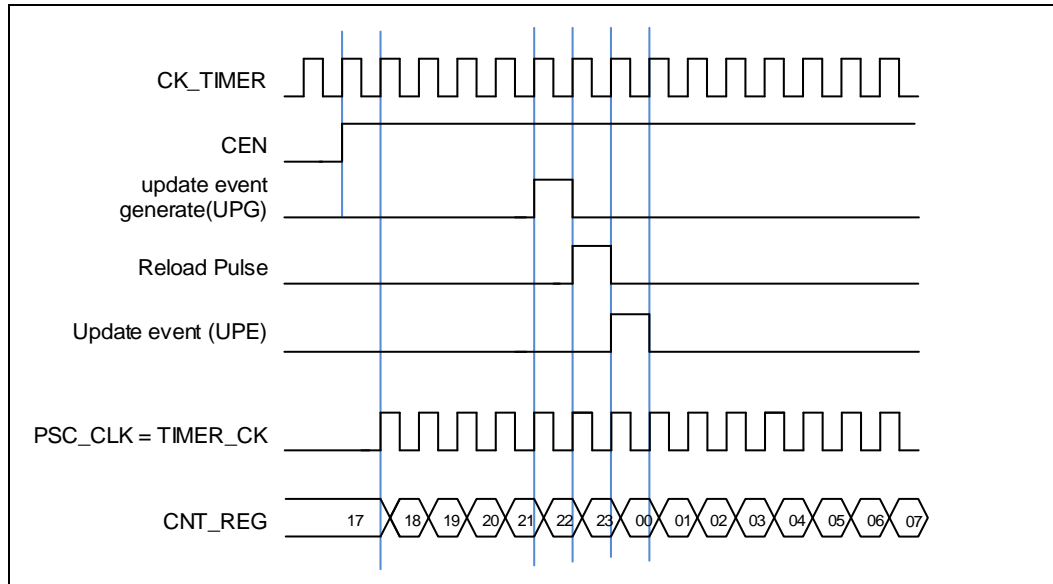 CK_TIMER
CEN
update event
generate(UPG)
Reload Pulse
Update event (UPE)
PSC_CLK = TIMER_CK
CNT_REG 17 18 19 20 21 22 23 00 01 02 03 04 05 06 07